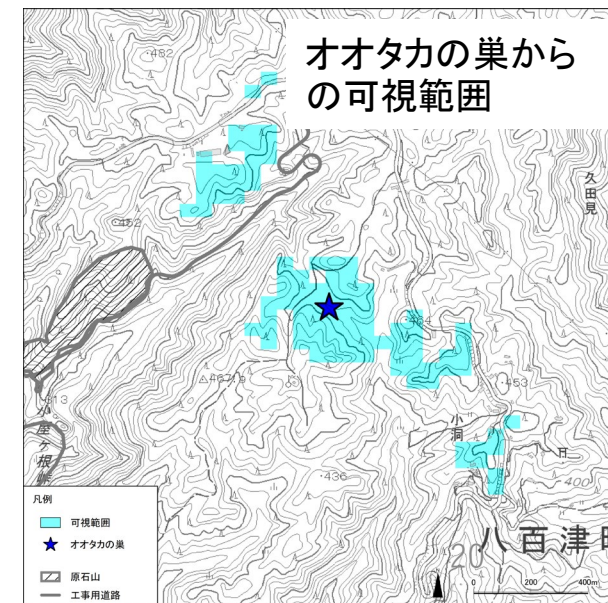 オオタカの巣から
の可視範囲
482
久田見
452
464
467.9
453
小洞
436
400
八百津町
20
凡例
可視範囲
オオタカの巣
原石山
工事用道路
0 200 400m